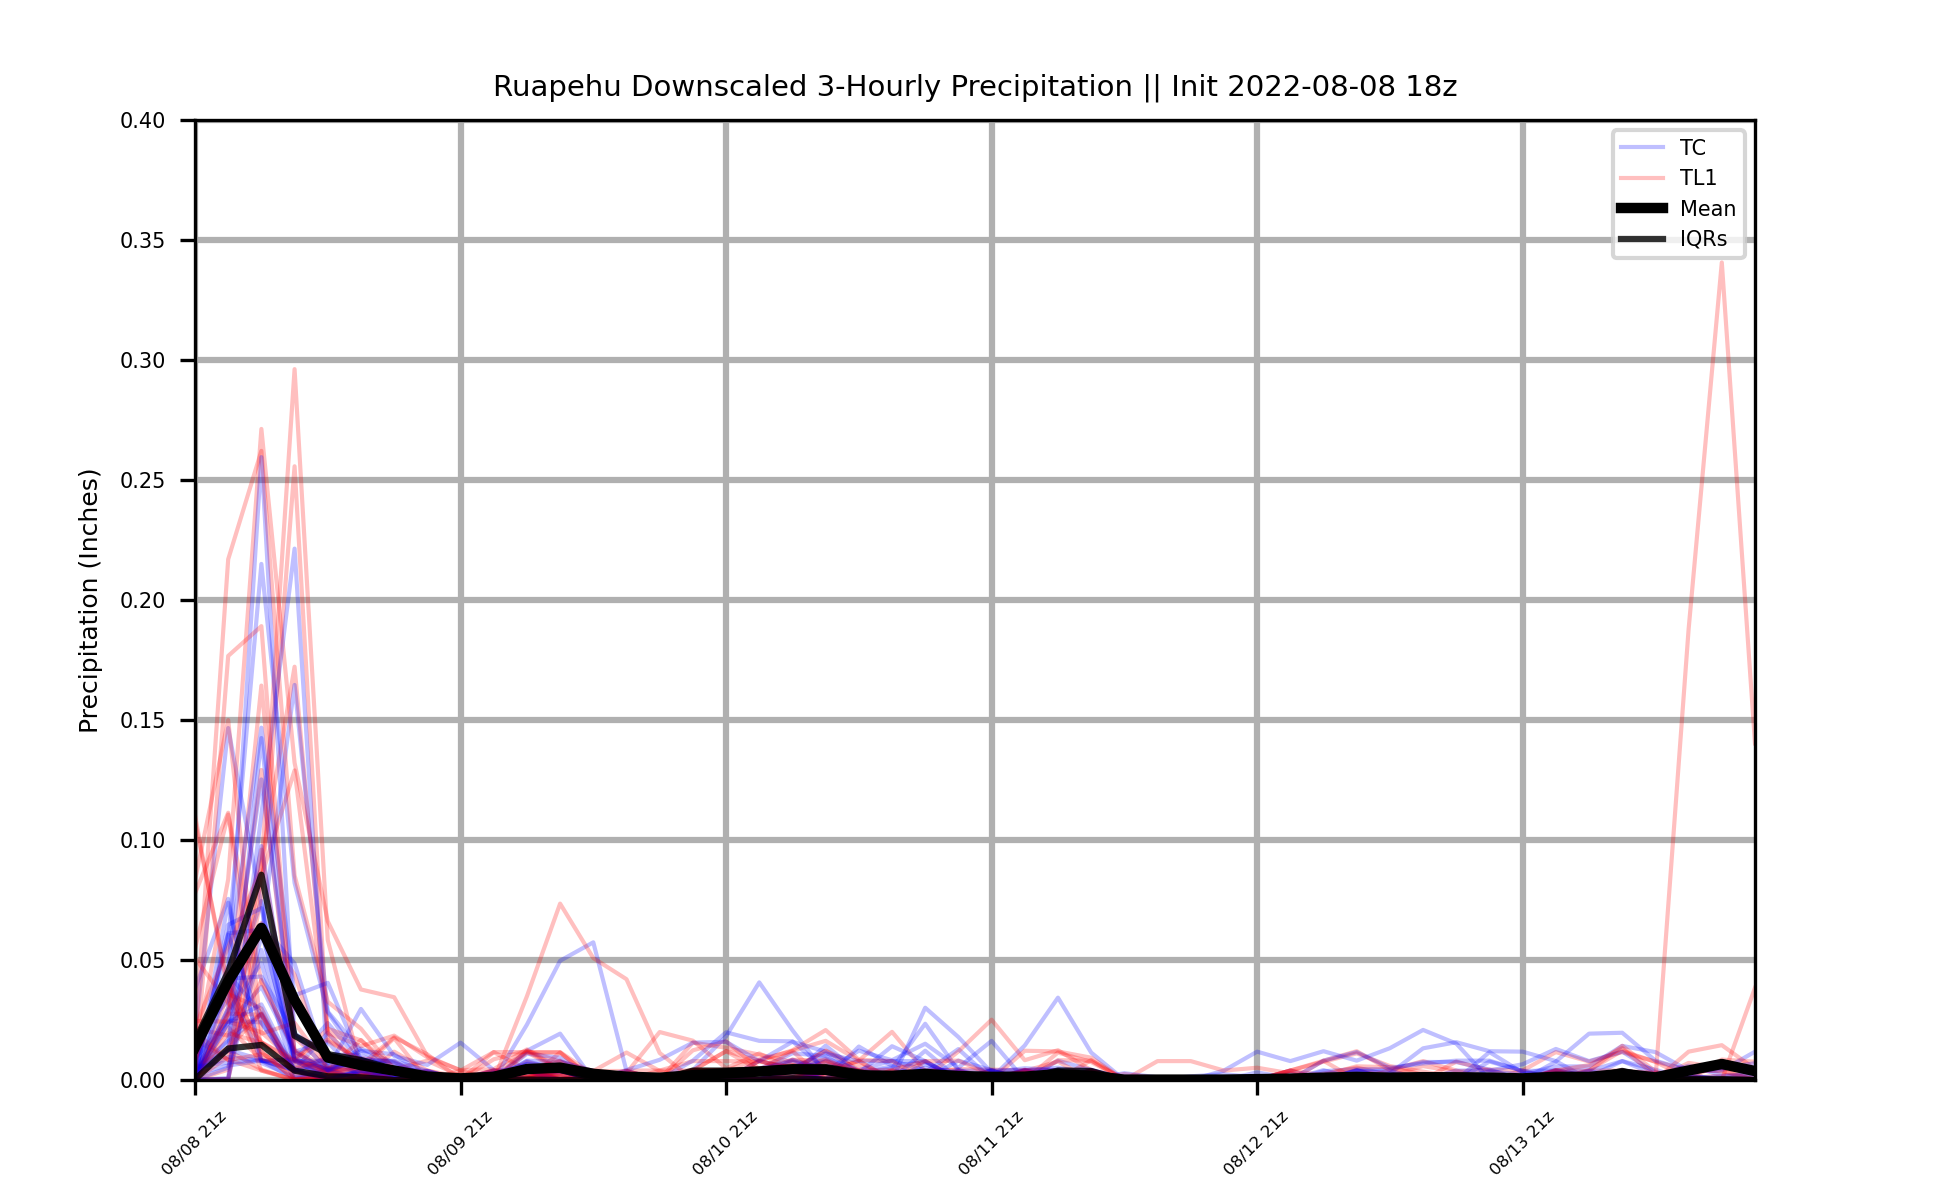 Ruapehu Downscaled 3-Hourly Precipitation || Init 2022-08-08 18z
0.40
0.35
0.30
0.25
0.20
0.15
0.10
0.05
0.00
Precipitation (Inches)
TC
TL1
Mean
IQRs
08/08 21z
08/09 21z
08/10 21z
08/11 21z
08/12 21z
08/13 21z